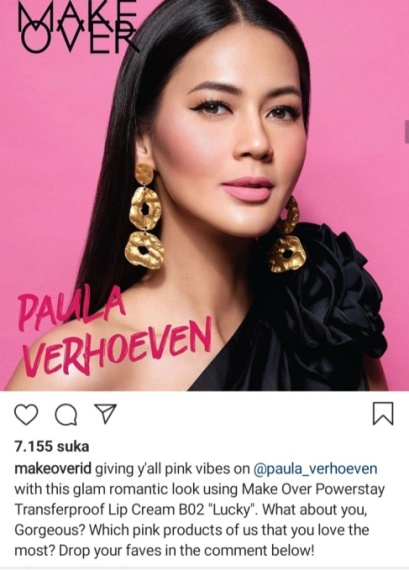 MAKE
OVER
PAULA
VERHOEVEN
7.155 suka
makeoverid giving y'all pink vibes on @paula_verhoeven
with this glam romantic look using Make Over Powerstay
Transferproof Lip Cream B02 "Lucky". What about you,
Gorgeous? Which pink products of us that you love the
most? Drop your faves in the comment below!